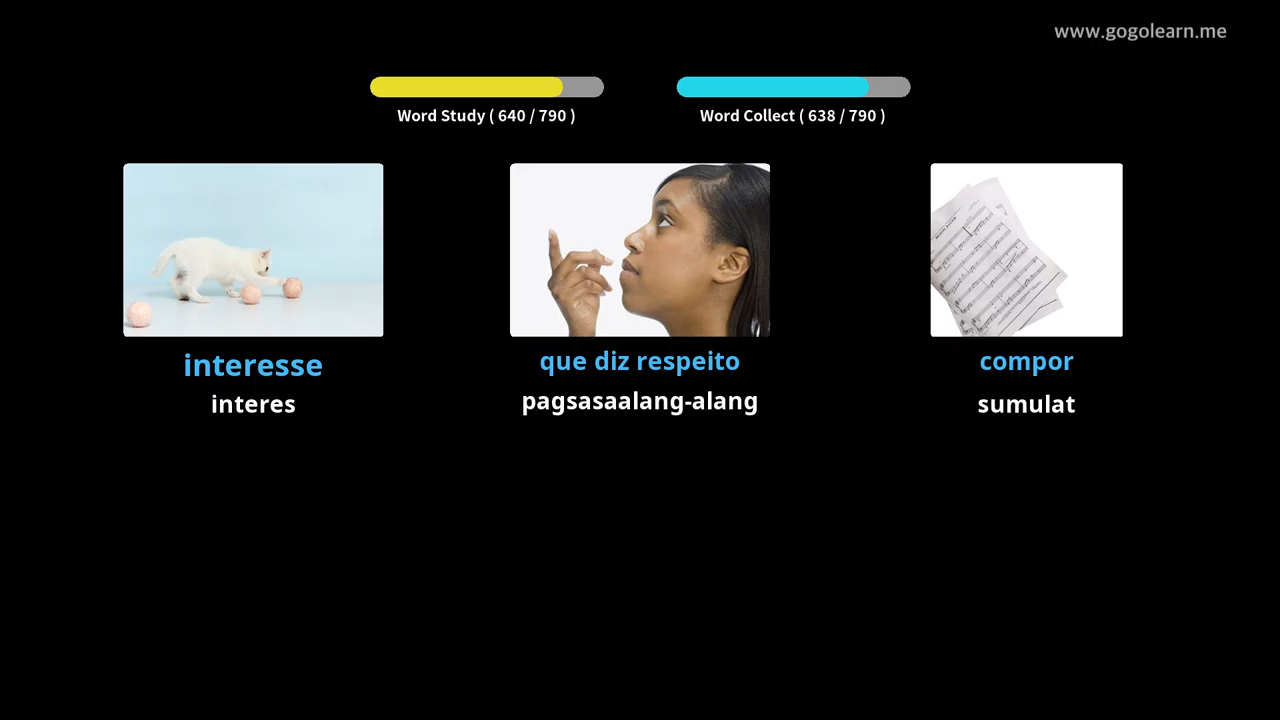 www.gogolearn.me
Word Study ( 640 / 790 )
Word Collect ( 638 / 790 )
interesse
interes
que diz respeito
pagsasaalang-alang
compor
sumulat